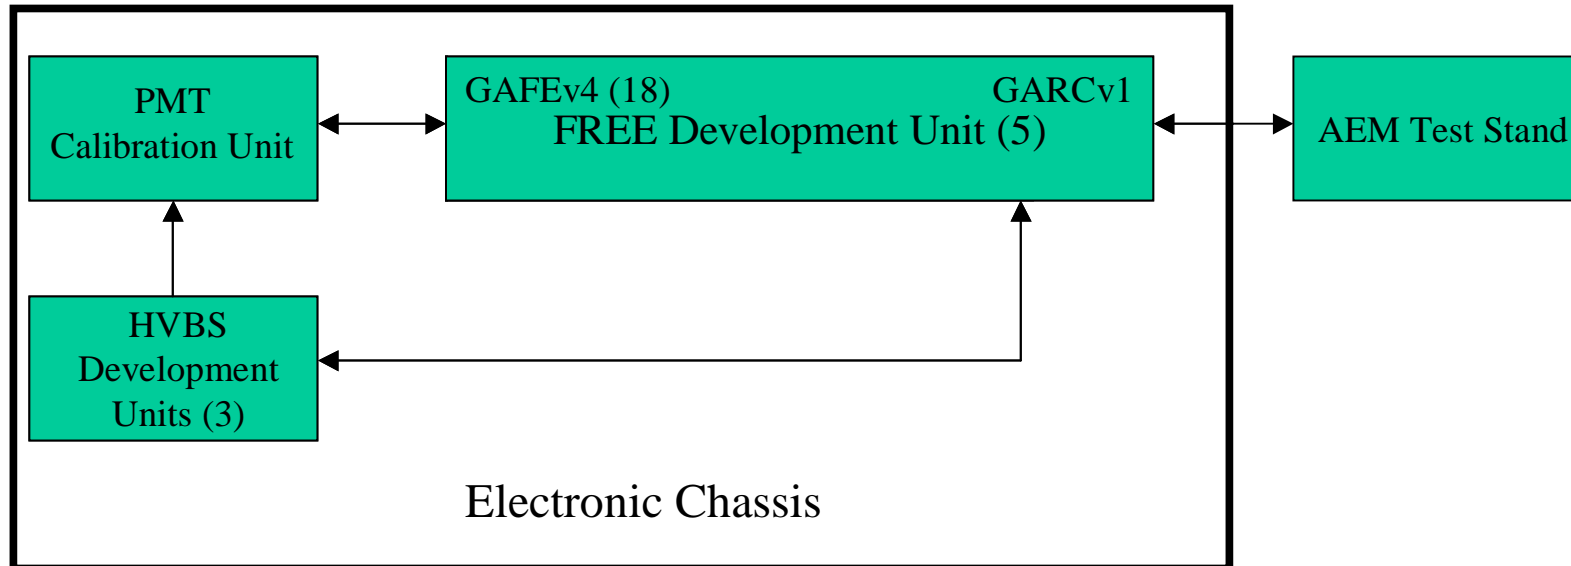 PMT
Calibration Unit
GAFEv4 (18)
GARCv1
FREE Development Unit (5)
AEM Test Stand
HVBS
Development
Units (3)
Electronic Chassis